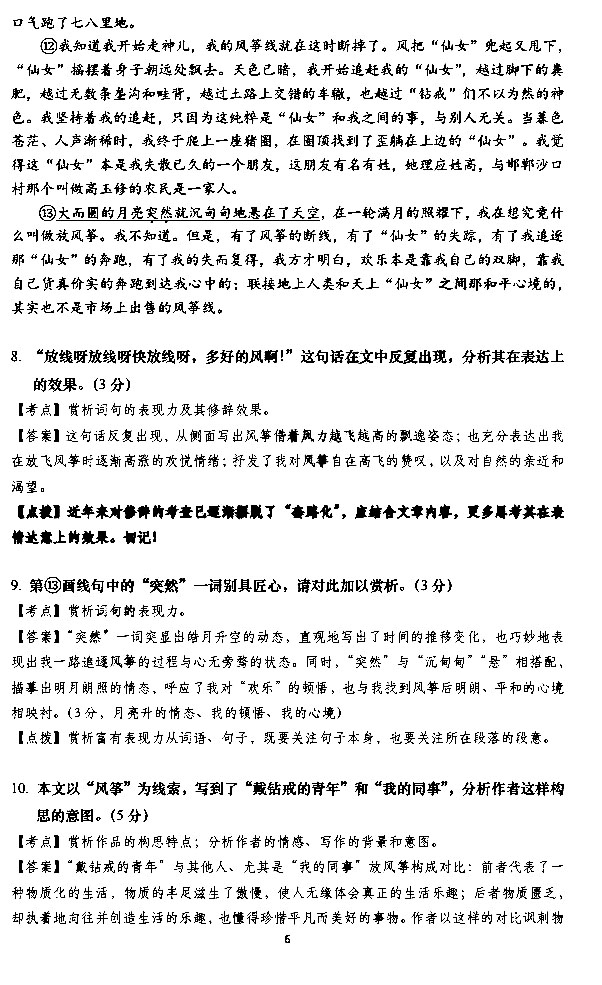 口气跑了七八里地。
⑫我知道我开始走神儿，我的风筝线就在这时断掉了。风把“仙女”兜起又甩下，
“仙女”摇摆着身子朝远处飘去。天色已暗，我开始追赶我的“仙女”，越过脚下的粪
肥，越过无数条垄沟和畦背，越过土路上交错的车辙，也越过“钻戒”们不以为然的神
色。我坚持着我的追赶，只因为这纯粹是“仙女”和我之间的事，与别人无关。当暮色
苍茫、人声渐稀时，我终于爬上一座猪圈，在圈顶找到了歪躺在上边的“仙女”。我觉
得这“仙女”本是我失散已久的一个朋友，这朋友有名有姓，她理应姓高，与邯郸沙口
村那个叫做高玉修的农民是一家人。
⑬大而圆的月亮突然就沉甸甸地悬在了天空，在一轮满月的照耀下，我在想究竟什
么叫做放风筝。我不知道。但是，有了风筝的断线，有了“仙女”的失踪，有了我追逐
那“仙女”的奔跑，有了我的失而复得，我方才明白，欢乐本是靠我自己的双脚，靠我
自己货真价实的奔跑到达我心中的；联接地上人类和天上“仙女”之间那和平心境的，
其实也不是市场上出售的风筝线。
8. “放线呀放线呀快放线呀，多好的风啊!”这句话在文中反复出现，分析其在表达上
的效果。(3 分)
【考点】赏析词句的表现力及其修辞效果。
【答案】这句话反复出现，从侧面写出风筝借着风力越飞越高的飘逸姿态；也充分表达出我
在放飞风筝时逐渐高涨的欢悦情绪；抒发了我对风筝自在高飞的赞叹，以及对自然的亲近和
渴望。
【点拨】近年来对修辞的考查已逐渐摆脱了“套路化”，应结合文章内容，更多思考其在表
情达意上的效果。切记!
9. 第⑬画线句中的“突然”一词别具匠心，请对此加以赏析。(3 分)
【考点】赏析词句的表现力。
【答案】“突然”一词突显出皓月升空的动态，直观地写出了时间的推移变化，也巧妙地表
现出我一路追逐风筝的过程与心无旁骛的状态。同时，“突然”与“沉甸甸”“悬”相搭配，
描摹出明月朗照的情态，呼应了我对“欢乐”的顿悟，也与我找到风筝后明朗、平和的心境
相映衬。(3 分，月亮升的情态、我的顿悟、我的心境)
【点拨】赏析富有表现力从词语、句子，既要关注句子本身，也要关注所在段落的段意。
10. 本文以“风筝”为线索，写到了“戴钻戒的青年”和“我的同事”，分析作者这样构
思的意图。(5 分)
【考点】赏析作品的构思特点；分析作者的情感、写作的背景和意图。
【答案】“戴钻戒的青年”与其他人、尤其是“我的同事”放风筝构成对比：前者代表了一
种物质化的生活，物质的丰足滋生了傲慢，使人无缘体会真正的生活乐趣；后者物质匮乏，
却执着地向往并创造生活的乐趣，也懂得珍惜平凡而美好的事物。作者以这样的对比讽刺物
6